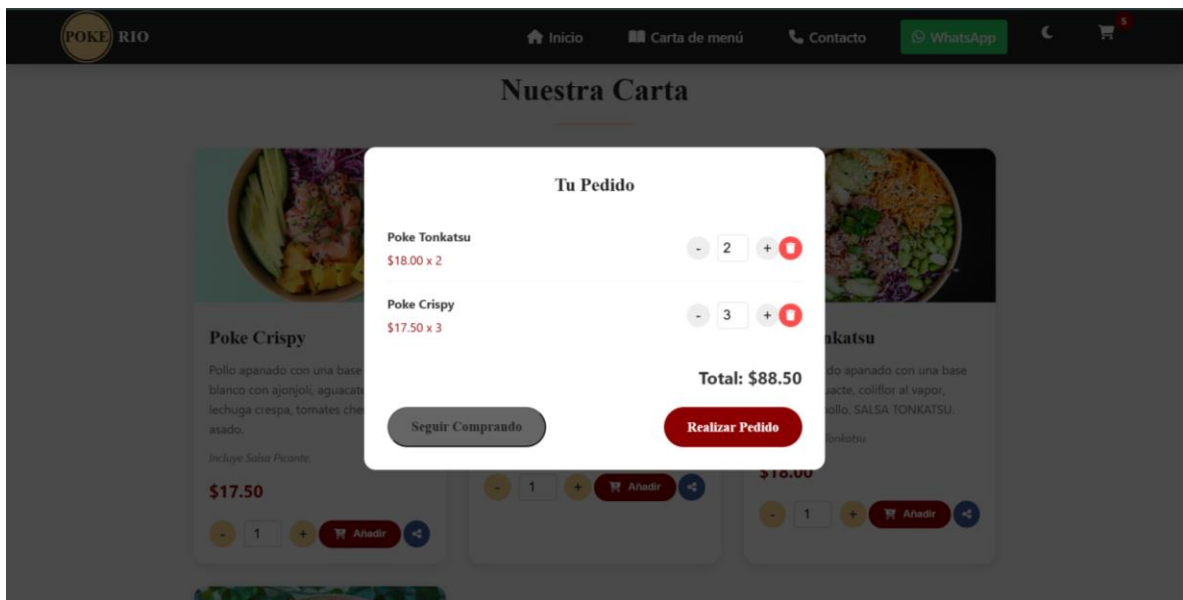 POKE RIO
Inicio
Carta de menú
Contacto
WhatsApp
5
Nuestra Carta
Tu Pedido
Poke Tonkatsu
$18.00 x 2
- 2 +
Poke Crispy
$17.50 x 3
- 3 +
Total: $88.50
Seguir Comprando
Realizar Pedido
Poke Crispy
Pollo apanado con una base
blanco con ajonjolí, aguacate
lechuga crespa, tomates che
asado.
Incluye Salsa Picante.
$17.50
- 1 + Añadir
- 1 + Añadir
nkatsu
do apanado con una base
uacte, coliflor al vapor,
pollo. SALSA TONKATSU.
Tonkatsu.
$18.00
- 1 + Añadir